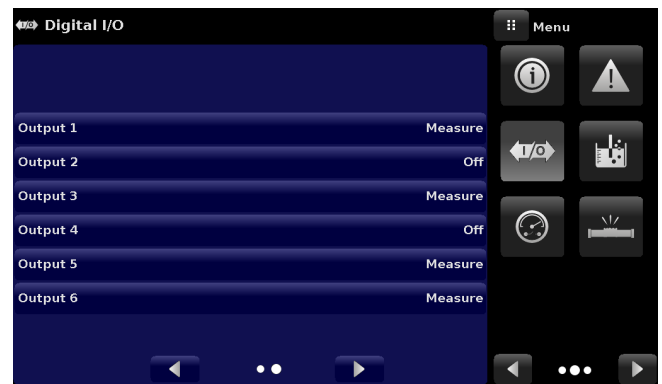 I/O Digital I/O
Menu
Output 1 Measure
Output 2 Off
I/O
Output 3 Measure
Output 4 Off
Output 5 Measure
Output 6 Measure